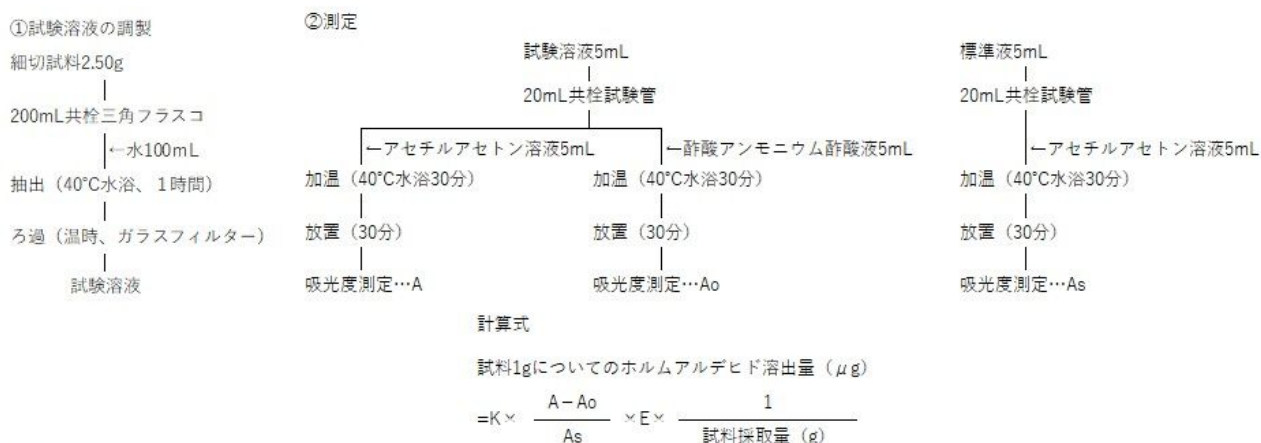 ①試験溶液の調製
細切試料2.50g
200mL共栓三角フラスコ
←水100mL
抽出（40℃水浴、１時間）
ろ過（温時、ガラスフィルター）
試験溶液
②測定
試験溶液5mL
20mL共栓試験管
←アセチルアセトン溶液5mL
加温（40℃水浴30分）
放置（30分）
吸光度測定…A
←酢酸アンモニウム酢酸液5mL
加温（40℃水浴30分）
放置（30分）
吸光度測定…Ao
標準液5mL
20mL共栓試験管
←アセチルアセトン溶液5mL
加温（40℃水浴30分）
放置（30分）
吸光度測定…As
計算式
試料1gについてのホルムアルデヒド溶出量（μg）
=K× A−Ao/As ×E× 1/試料採取量（g）